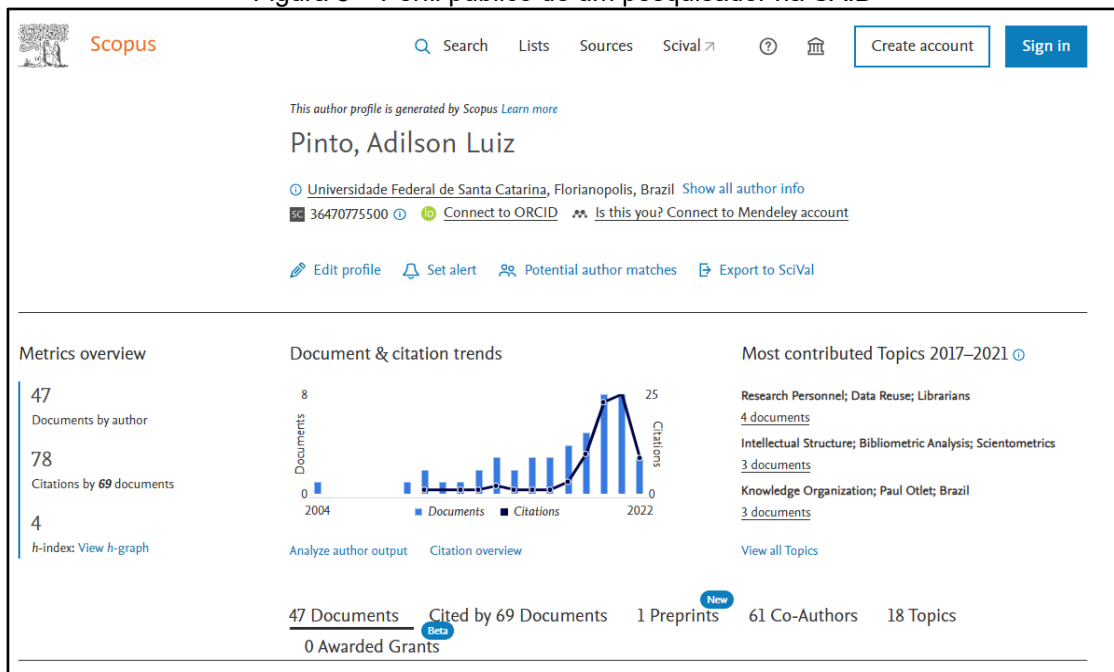 Scopus
Search Lists Sources Scival Create account Sign in
This author profile is generated by Scopus Learn more
Pinto, Adilson Luiz
Universidade Federal de Santa Catarina, Florianopolis, Brazil Show all author info
SC 36470775500 iD Connect to ORCID Is this you? Connect to Mendeley account
Edit profile Set alert Potential author matches Export to SciVal
Metrics overview
47
Documents by author
78
Citations by 69 documents
4
h-index: View h-graph
Document & citation trends
8
25
Documents
Citations
0
0
2004
Documents Citations
2022
Analyze author output Citation overview
Most contributed Topics 2017–2021
Research Personnel; Data Reuse; Librarians
4 documents
Intellectual Structure; Bibliometric Analysis; Scientometrics
3 documents
Knowledge Organization; Paul Otlet; Brazil
3 documents
View all Topics
New
47 Documents Cited by 69 Documents 1 Preprints 61 Co-Authors 18 Topics
Beta
0 Awarded Grants